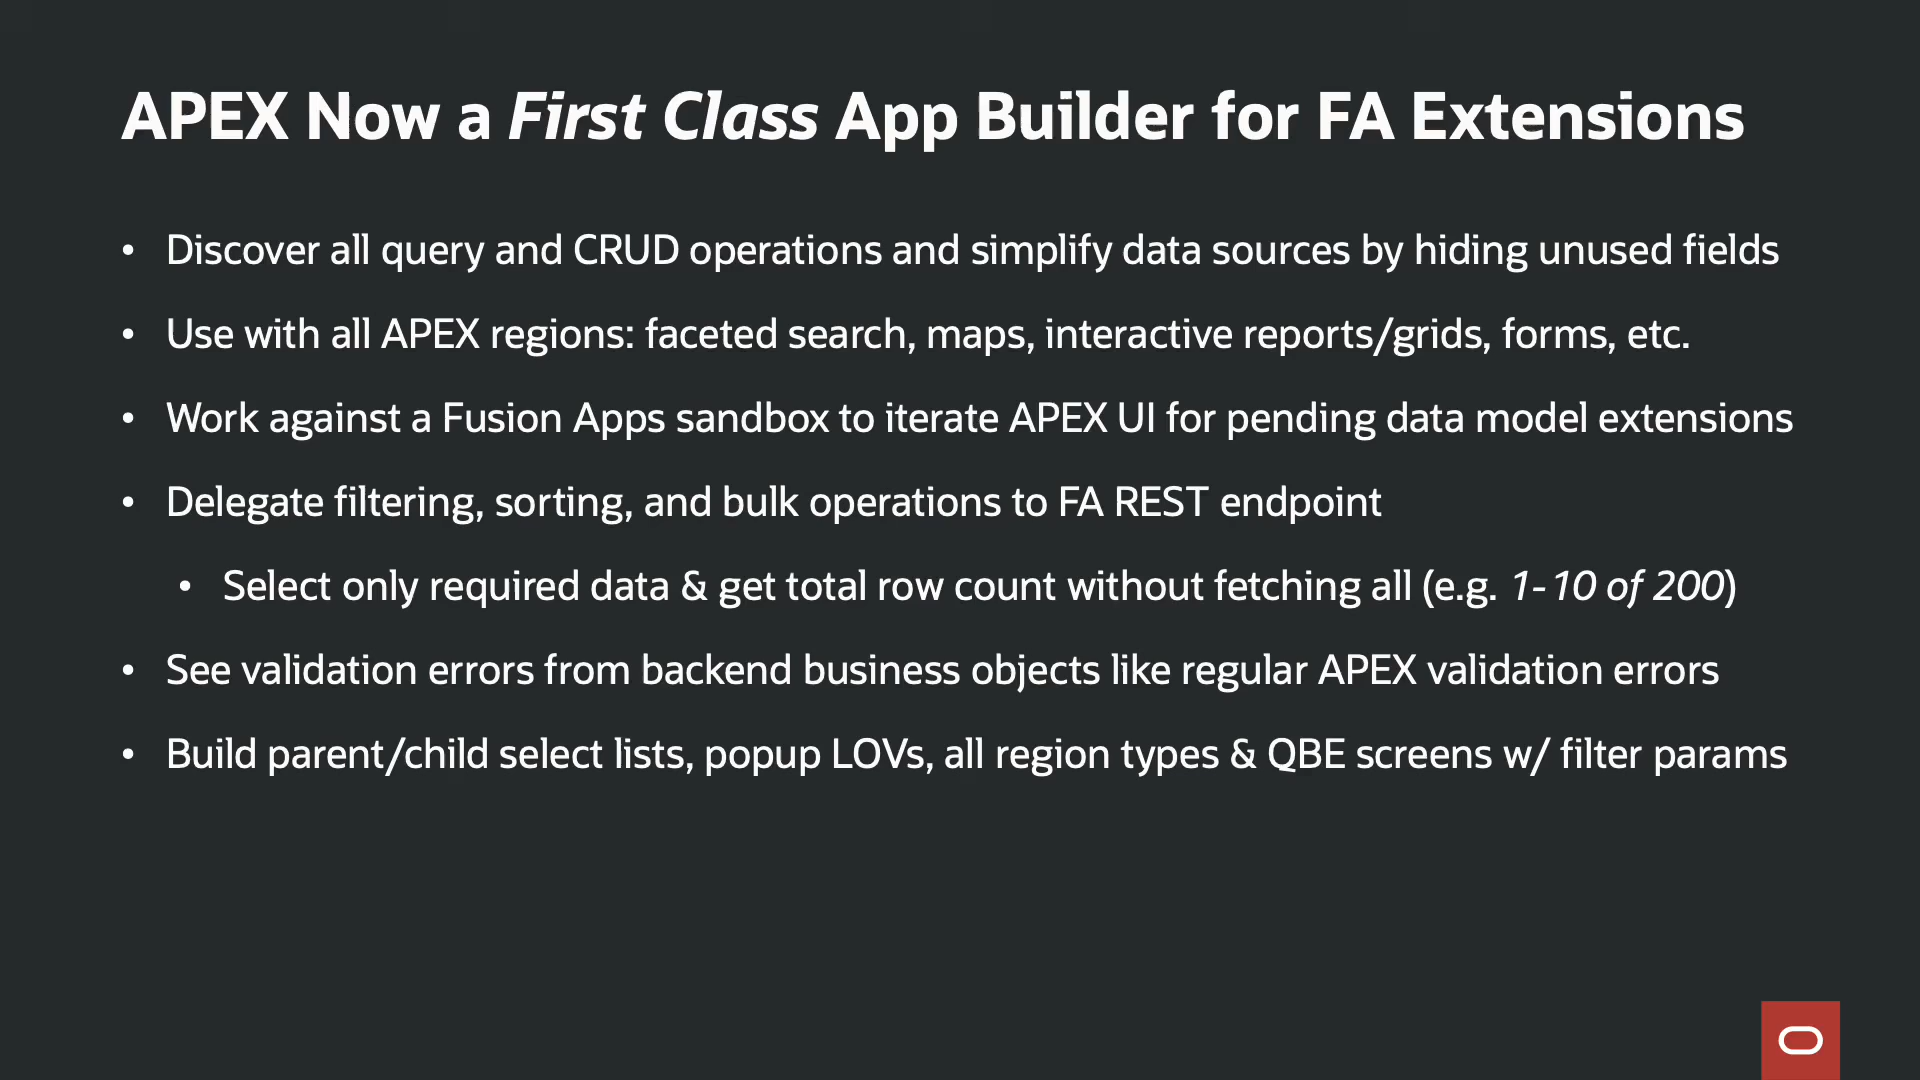 APEX Now a First Class App Builder for FA Extensions
• Discover all query and CRUD operations and simplify data sources by hiding unused fields
• Use with all APEX regions: faceted search, maps, interactive reports/grids, forms, etc.
• Work against a Fusion Apps sandbox to iterate APEX UI for pending data model extensions
• Delegate filtering, sorting, and bulk operations to FA REST endpoint
• Select only required data & get total row count without fetching all (e.g. 1-10 of 200)
• See validation errors from backend business objects like regular APEX validation errors
• Build parent/child select lists, popup LOVs, all region types & QBE screens w/ filter params